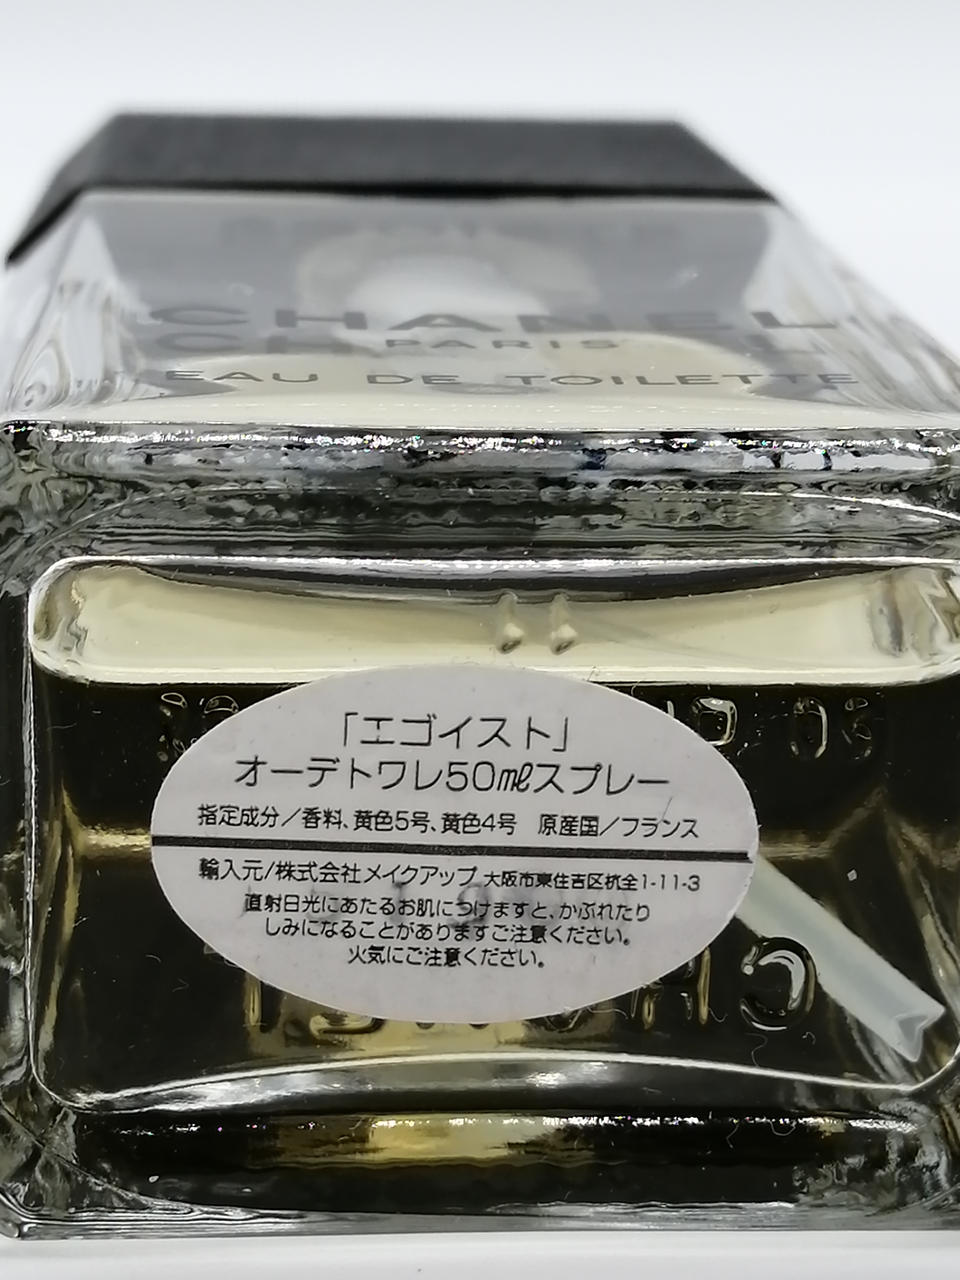 CHANEL
PARIS
EAU DE TOILETTE
「エゴイスト」
オーデトワレ50mlスプレー
指定成分／香料、黄色5号、黄色4号　原産国／フランス
輸入元/株式会社メイクアップ 大阪市東住吉区杭全1-11-3
直射日光にあたるお肌につけますと、かぶれたり
しみになることがありますご注意ください。
火気にご注意ください。